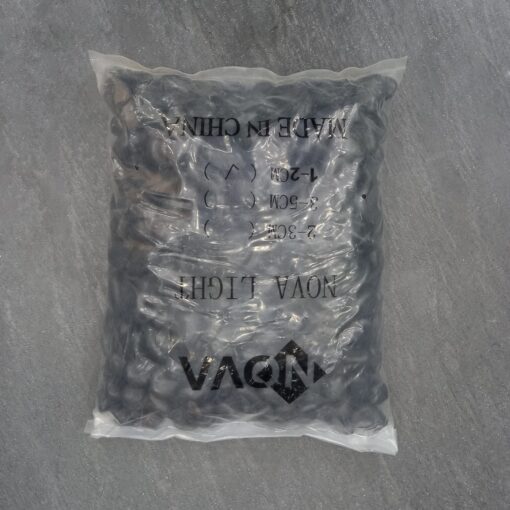 NOVA
NOVA LIGHT
2-3CM ( )
3-5CM ( )
1-2CM (√)
MADE IN CHINA